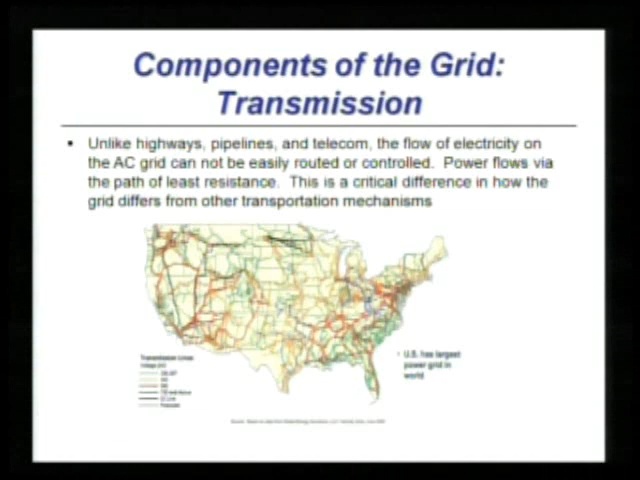 Components of the Grid:
Transmission
▪ Unlike highways, pipelines, and telecom, the flow of electricity on
the AC grid can not be easily routed or controlled. Power flows via
the path of least resistance. This is a critical difference in how the
grid differs from other transportation mechanisms
Transmission Lines
U.S. has largest
power grid in
world